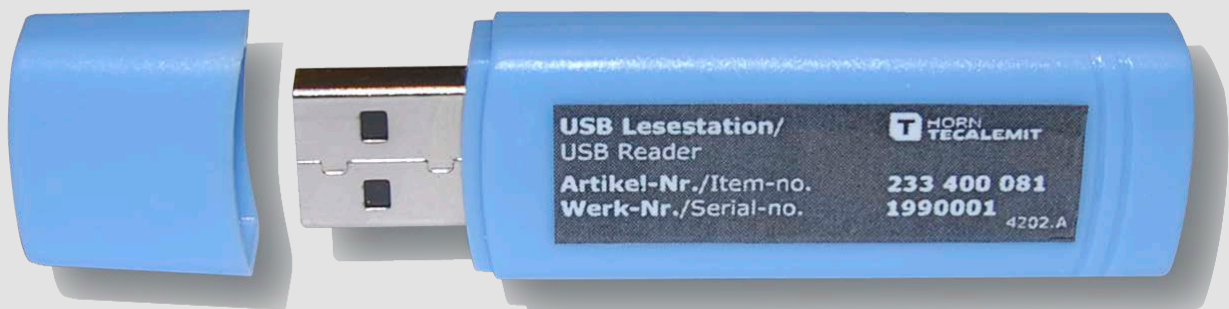 USB Lesestation/
USB Reader
T HORN
TECALEMIT
Artikel-Nr./Item-no. 233 400 081
Werk-Nr./Serial-no. 1990001
4202.A